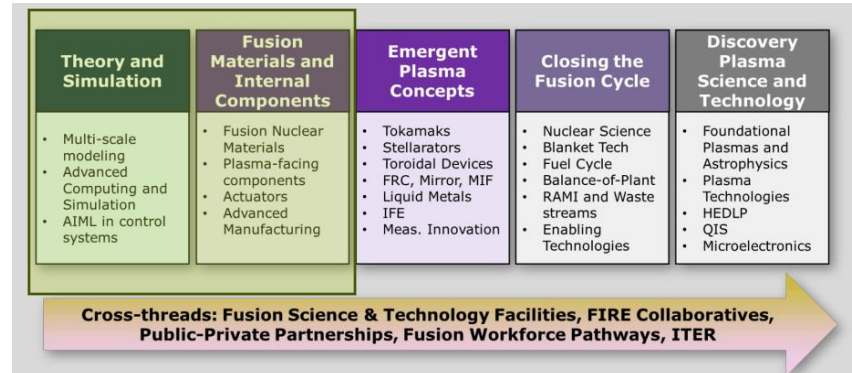 Theory and
Simulation
• Multi-scale
modeling
• Advanced
Computing and
Simulation
• AIML in control
systems
Fusion
Materials and
Internal
Components
• Fusion Nuclear
Materials
• Plasma-facing
components
• Actuators
• Advanced
Manufacturing
Emergent
Plasma
Concepts
• Tokamaks
• Stellarators
• Toroidal Devices
• FRC, Mirror, MIF
• Liquid Metals
• IFE
• Meas. Innovation
Closing the
Fusion Cycle
• Nuclear Science
• Blanket Tech
• Fuel Cycle
• Balance-of-Plant
• RAMI and Waste
streams
• Enabling
Technologies
Discovery
Plasma
Science and
Technology
• Foundational
Plasmas and
Astrophysics
• Plasma
Technologies
• HEDLP
• QIS
• Microelectronics
Cross-threads: Fusion Science & Technology Facilities, FIRE Collaboratives,
Public-Private Partnerships, Fusion Workforce Pathways, ITER